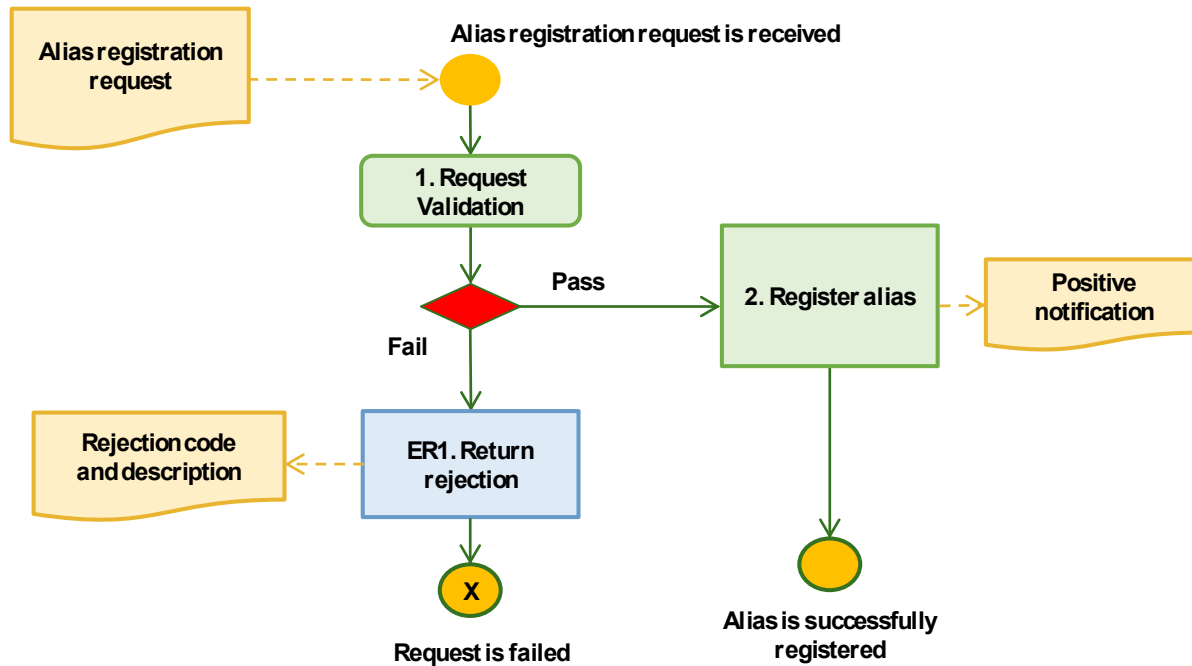 Alias registration request is received
Alias registration
request
1. Request
Validation
Pass
2. Register alias
Positive
notification
Fail
Rejection code
and description
ER1. Return
rejection
X
Request is failed
Alias is successfully
registered